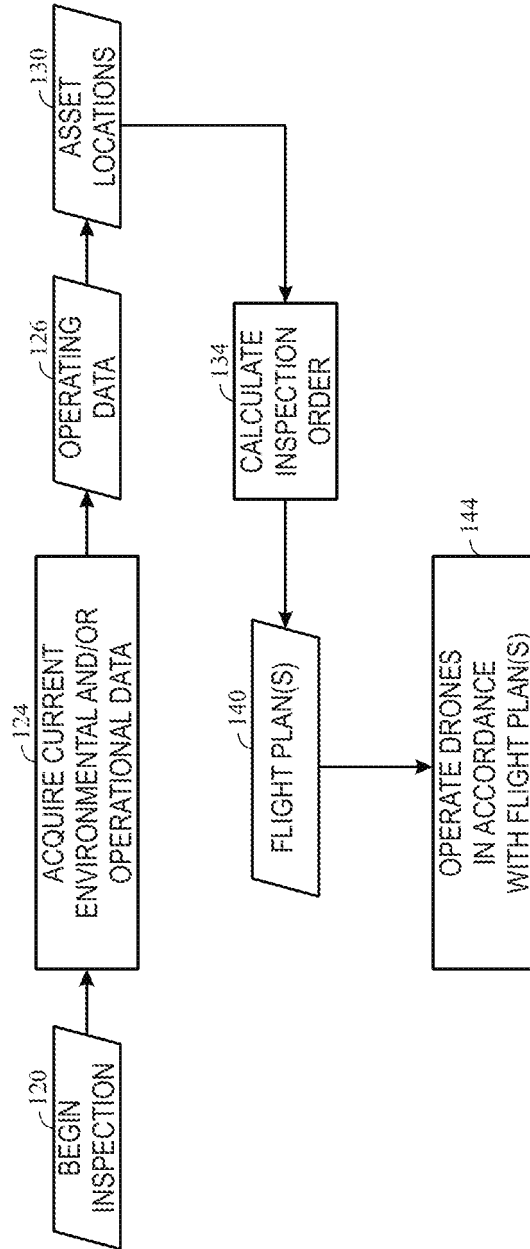 120
BEGIN
INSPECTION
124
ACQUIRE CURRENT
ENVIRONMENTAL AND/OR
OPERATIONAL DATA
126
OPERATING
DATA
130
ASSET
LOCATIONS
134
CALCULATE
INSPECTION
ORDER
140
FLIGHT PLAN(S)
144
OPERATE DRONES
IN ACCORDANCE
WITH FLIGHT PLAN(S)